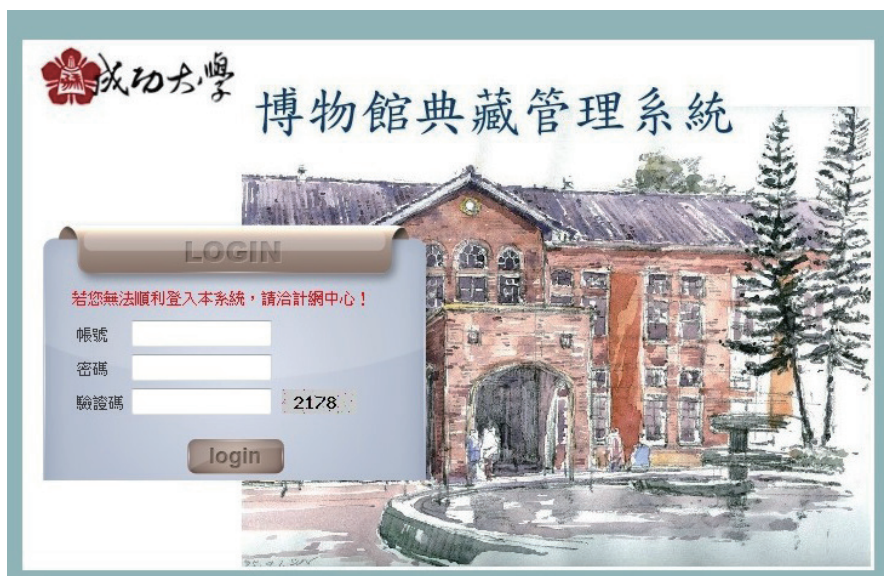 成功大學
博物館典藏管理系統
LOGIN
若您無法順利登入本系統，請洽計網中心！
帳號
密碼
驗證碼 2178
login